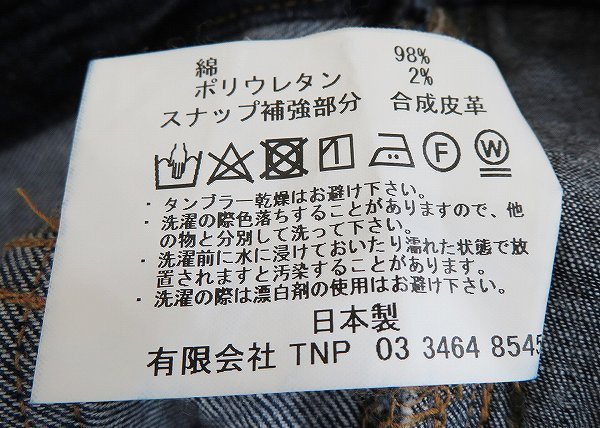 綿 98%
ポリウレタン 2%
スナップ補強部分 合成皮革
F W
・タンブラー乾燥はお避け下さい。
・洗濯の際色落ちすることがありますので、他
の物と分別して洗って下さい。
・洗濯前に水に浸けておいたり濡れた状態で放
置されますと汚染することがあります。
・洗濯の際は漂白剤の使用はお避け下さい。
日本製
有限会社 TNP 03 3464 8545